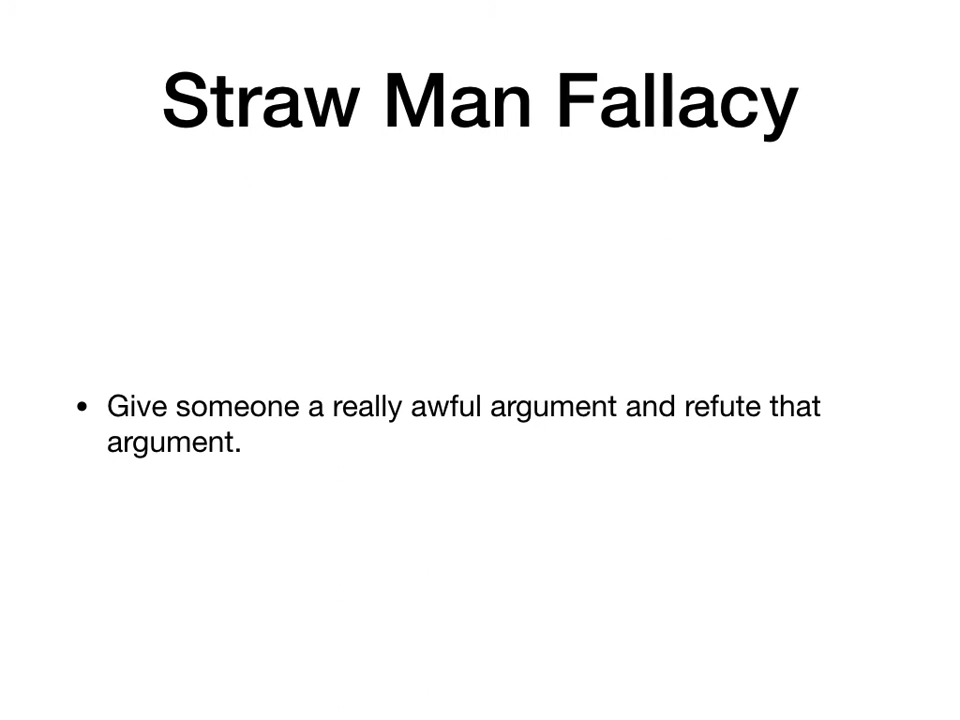 Straw Man Fallacy
• Give someone a really awful argument and refute that
argument.